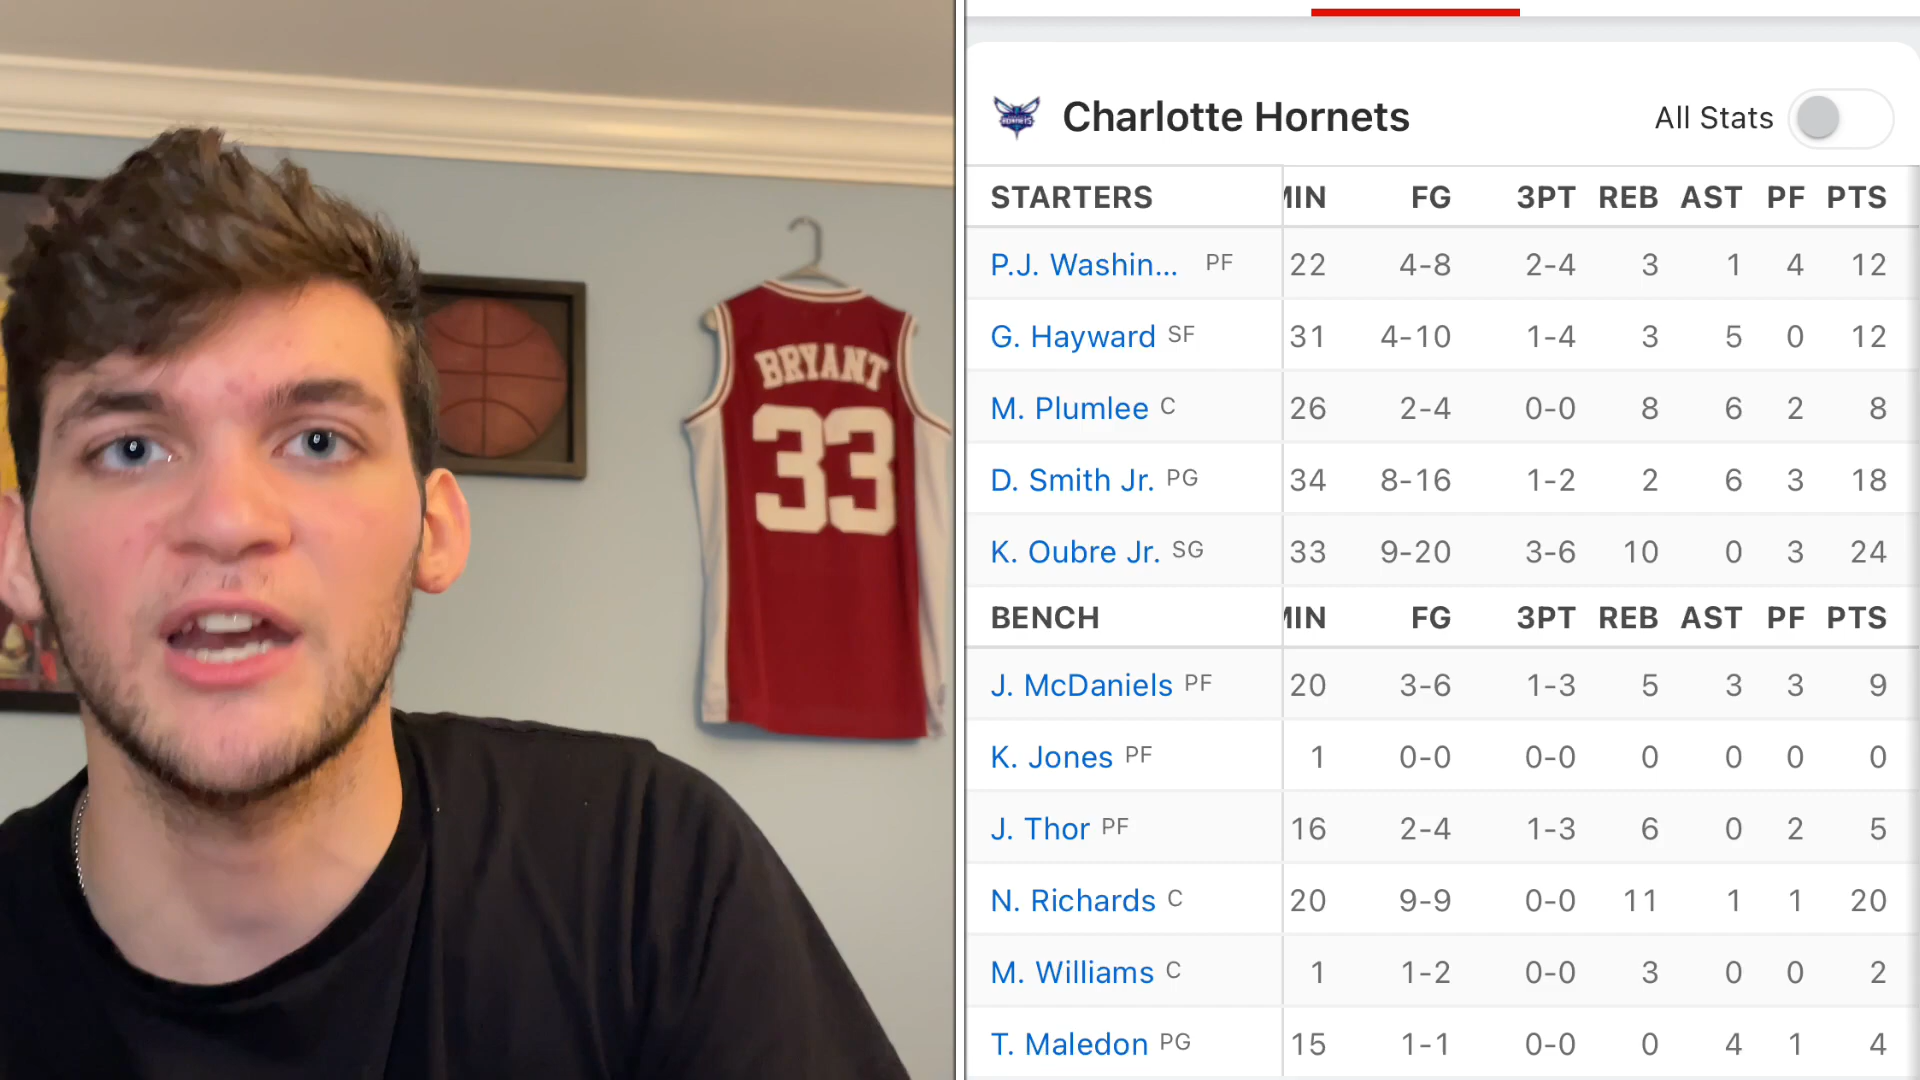 BRYANT
33
HORNETS
Charlotte Hornets All Stats
STARTERS MIN FG 3PT REB AST PF PTS
P.J. Washin... PF 22 4-8 2-4 3 1 4 12
G. Hayward SF 31 4-10 1-4 3 5 0 12
M. Plumlee C 26 2-4 0-0 8 6 2 8
D. Smith Jr. PG 34 8-16 1-2 2 6 3 18
K. Oubre Jr. SG 33 9-20 3-6 10 0 3 24
BENCH MIN FG 3PT REB AST PF PTS
J. McDaniels PF 20 3-6 1-3 5 3 3 9
K. Jones PF 1 0-0 0-0 0 0 0 0
J. Thor PF 16 2-4 1-3 6 0 2 5
N. Richards C 20 9-9 0-0 11 1 1 20
M. Williams C 1 1-2 0-0 3 0 0 2
T. Maledon PG 15 1-1 0-0 0 4 1 4